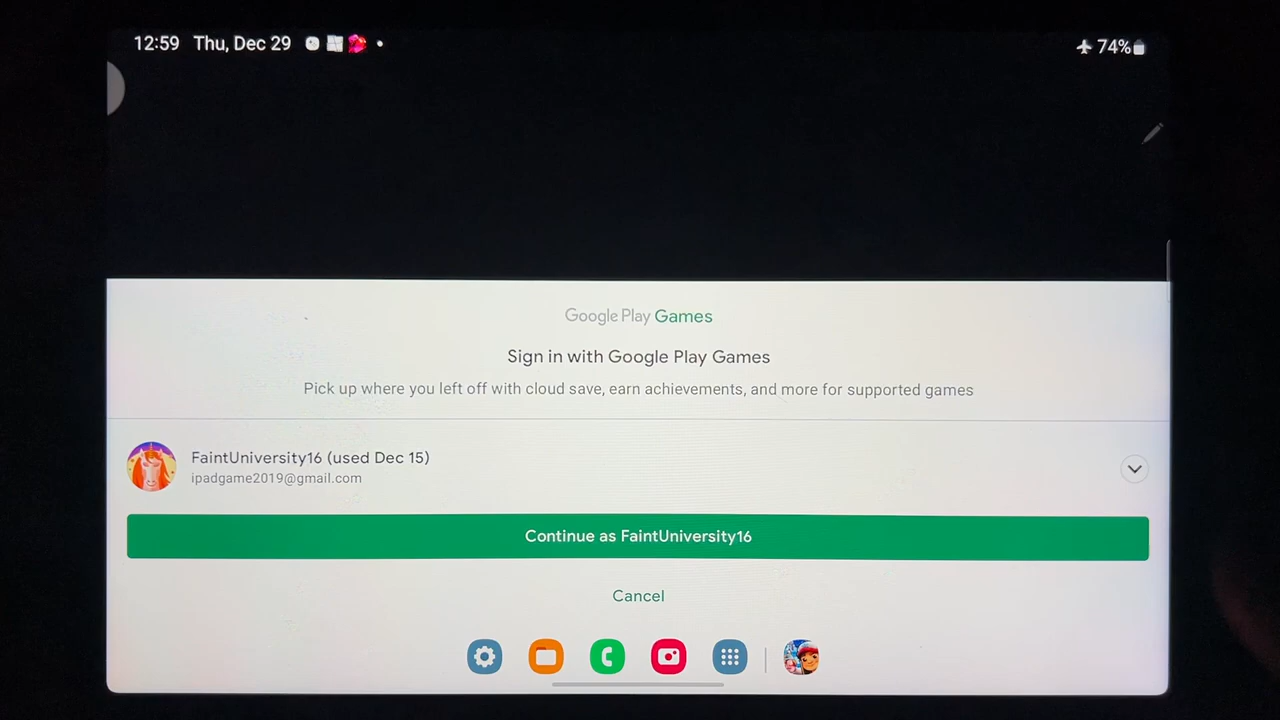 12:59 Thu, Dec 29 74%
Google Play Games
Sign in with Google Play Games
Pick up where you left off with cloud save, earn achievements, and more for supported games
FaintUniversity16 (used Dec 15)
ipadgame2019@gmail.com
Continue as FaintUniversity16
Cancel